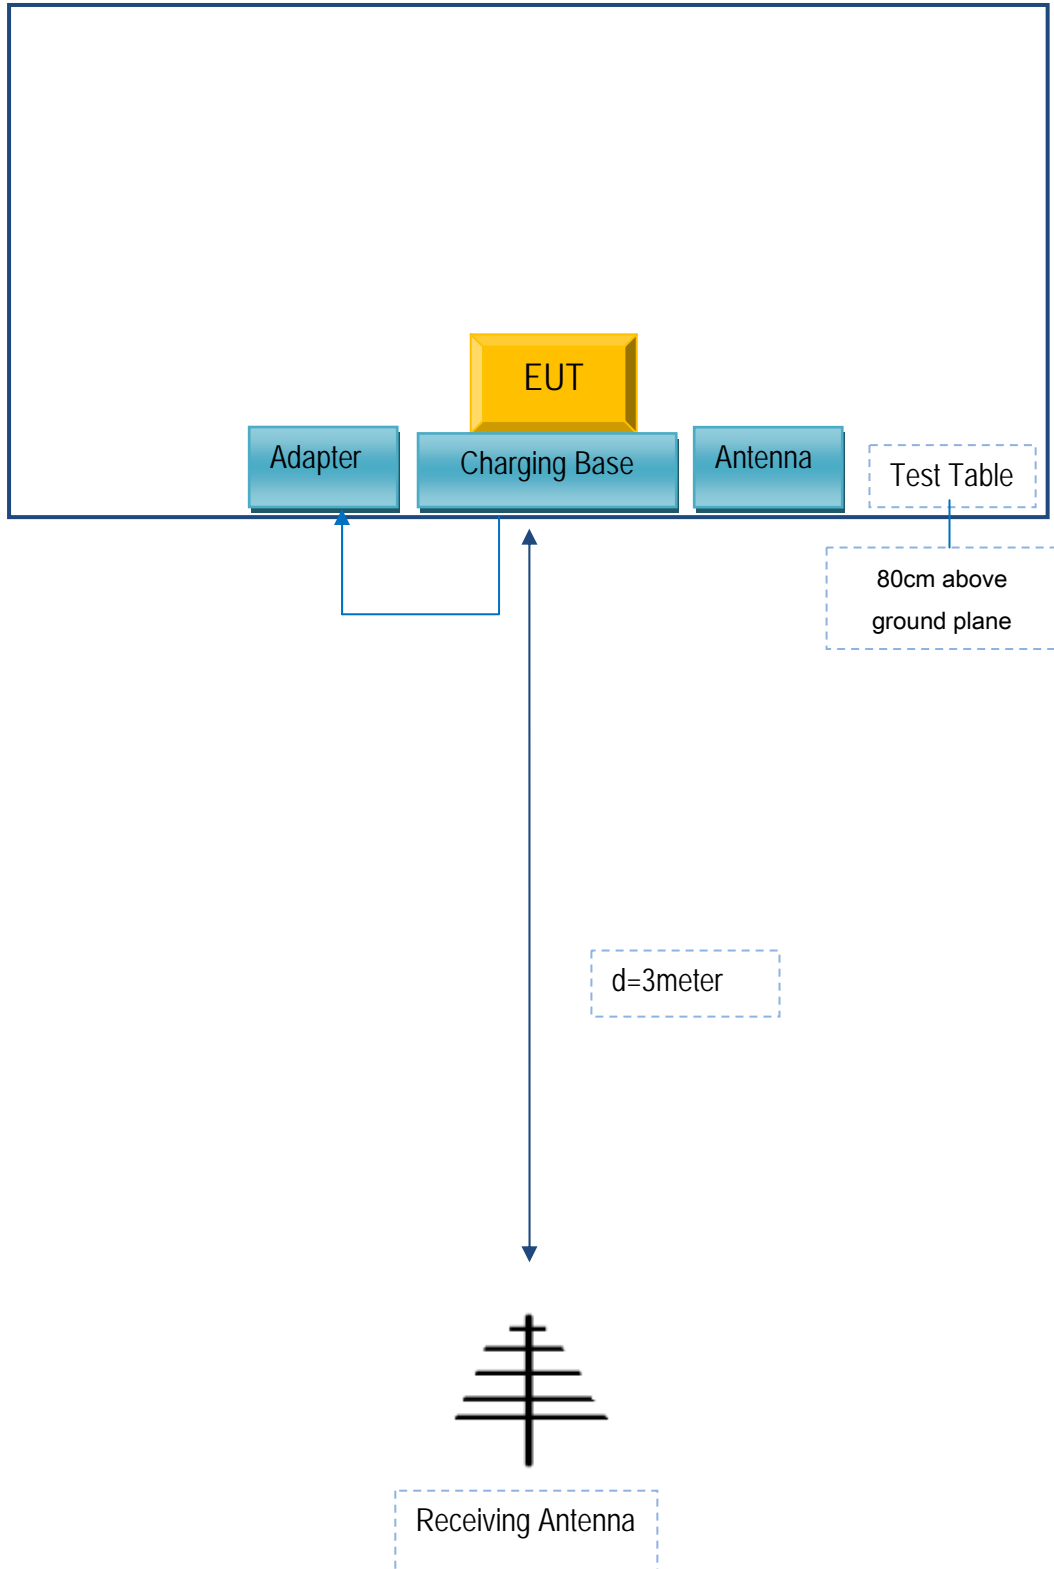 EUT
Adapter
Charging Base
Antenna
Test Table
80cm above
ground plane
d=3meter
Receiving Antenna